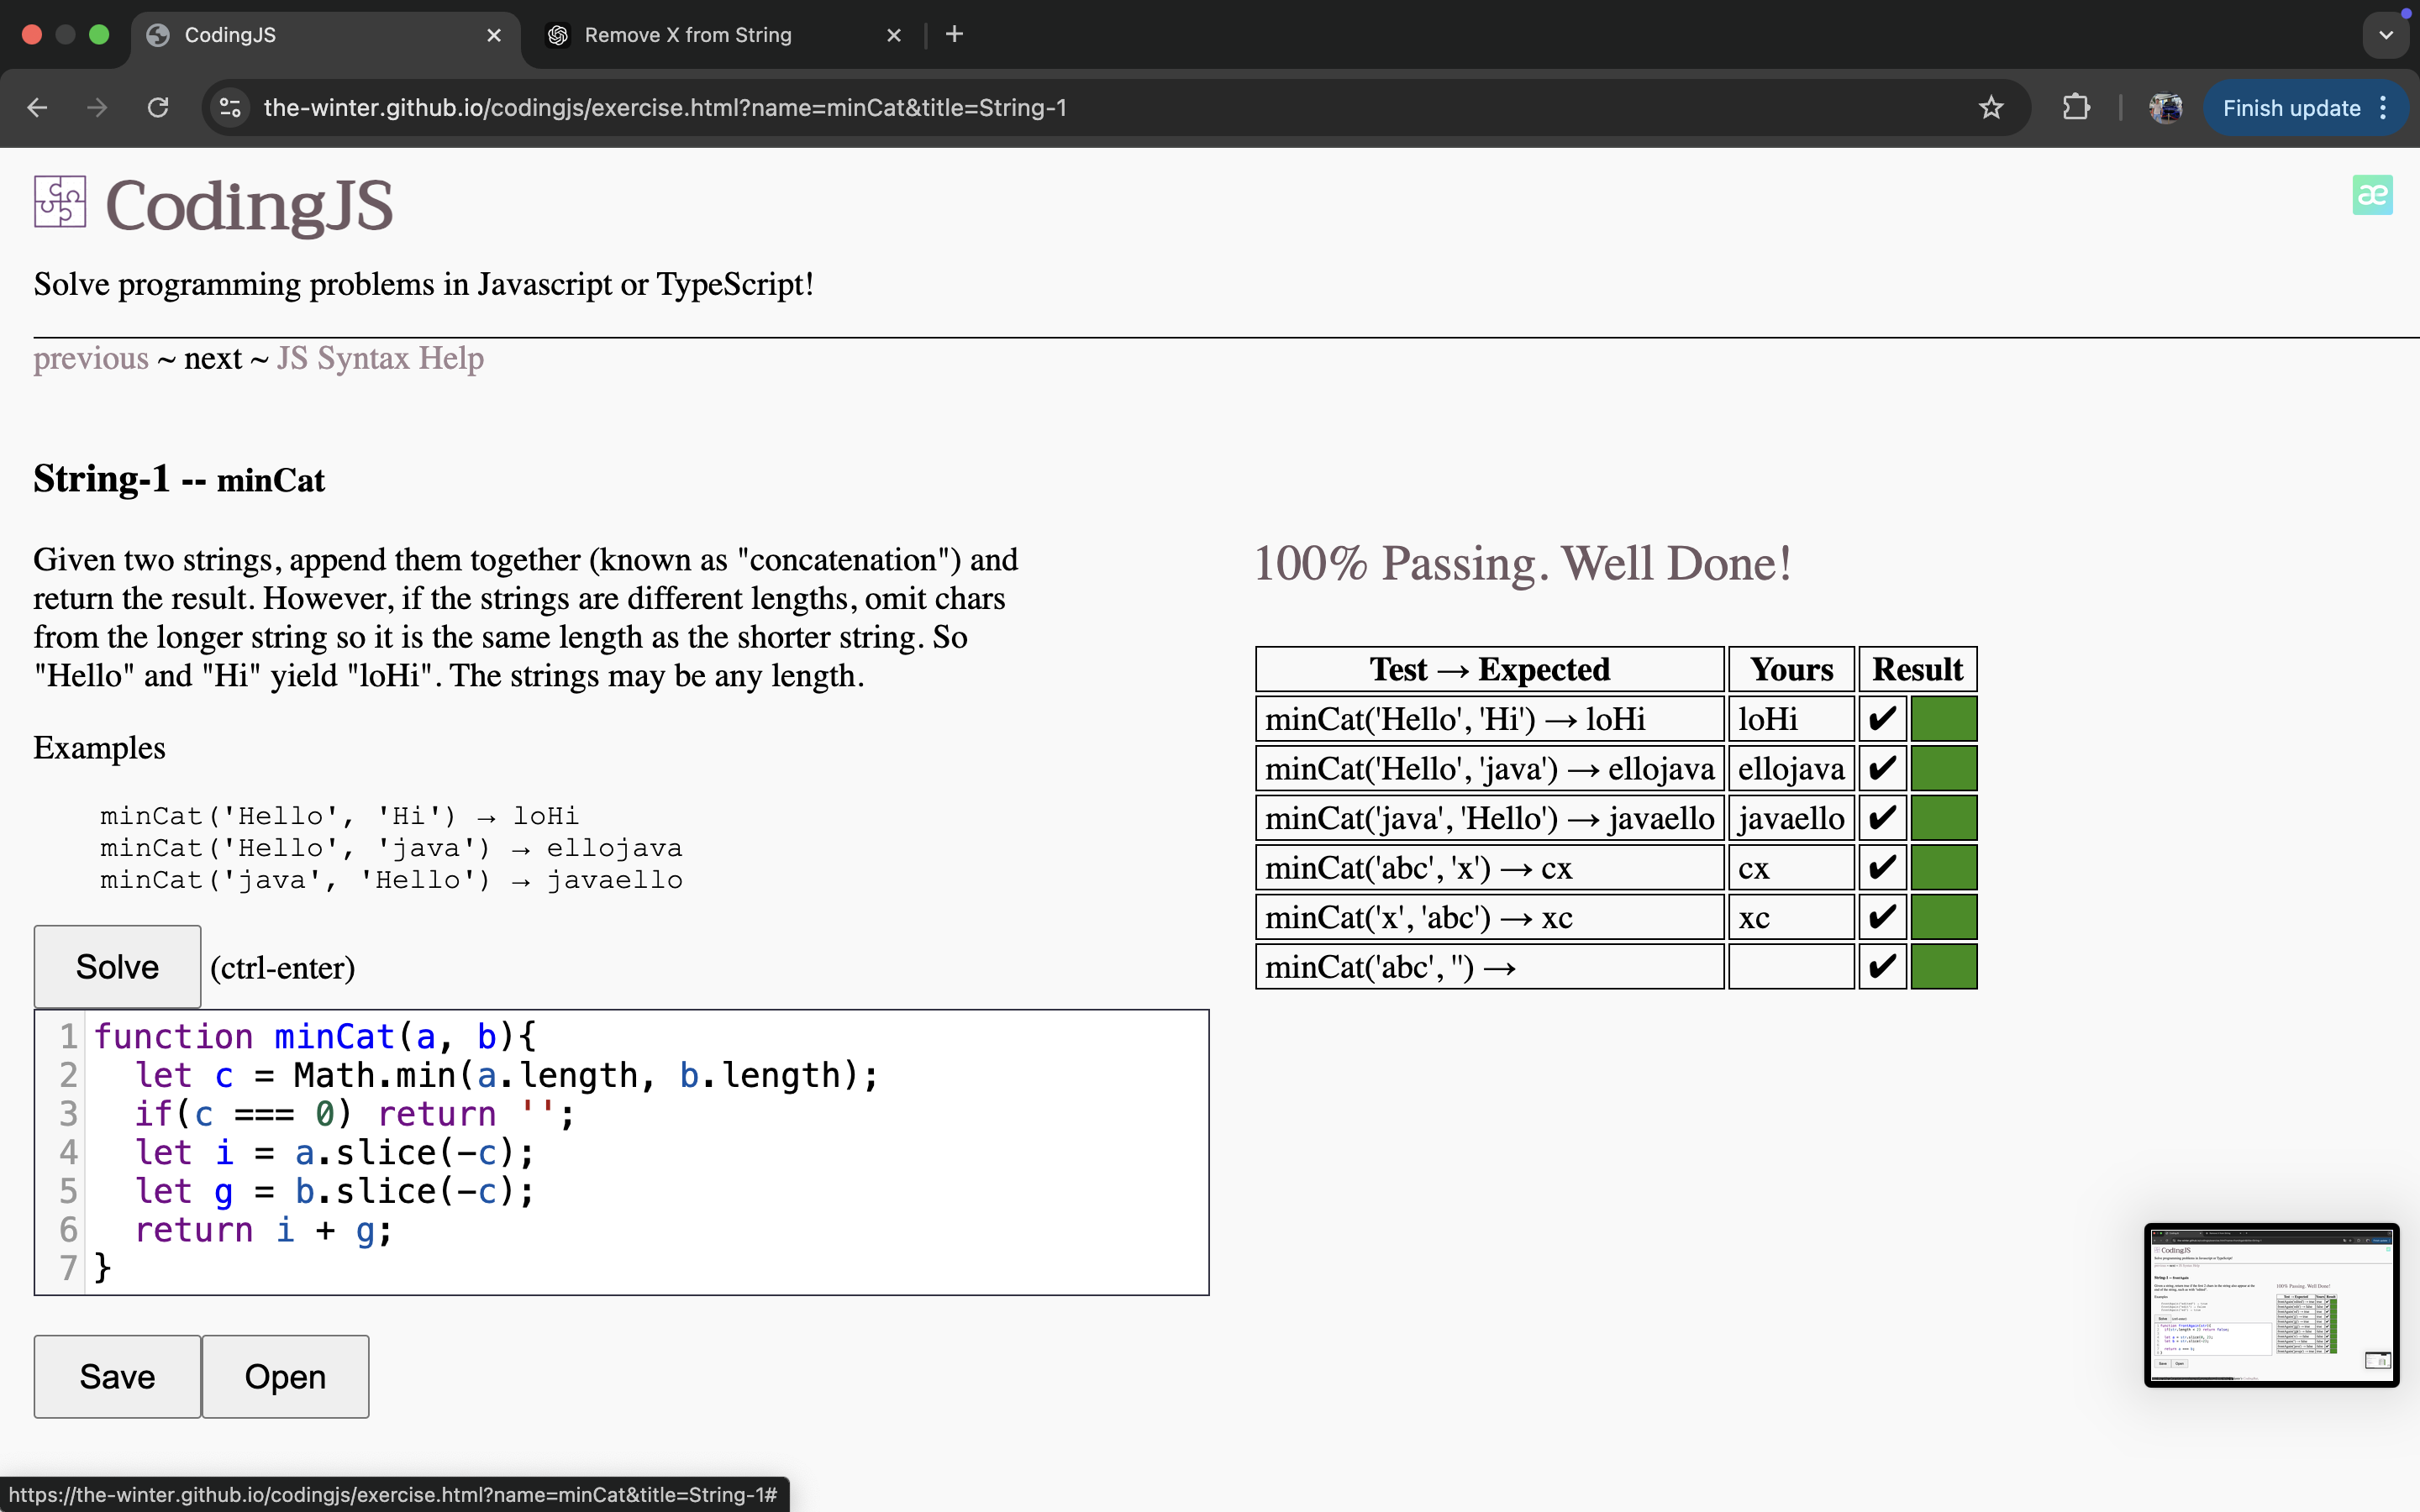 CodingJS
Remove X from String
the-winter.github.io/codingjs/exercise.html?name=minCat&title=String-1
Finish update
CodingJS
æ
Solve programming problems in Javascript or TypeScript!
previous ~ next ~ JS Syntax Help
String-1 -- minCat
Given two strings, append them together (known as "concatenation") and
return the result. However, if the strings are different lengths, omit chars
from the longer string so it is the same length as the shorter string. So
"Hello" and "Hi" yield "loHi". The strings may be any length.
Examples
minCat('Hello', 'Hi') → loHi
minCat('Hello', 'java') → ellojava
minCat('java', 'Hello') → javaello
Solve (ctrl-enter)
1 function minCat(a, b){
2 let c = Math.min(a.length, b.length);
3 if(c === 0) return '';
4 let i = a.slice(-c);
5 let g = b.slice(-c);
6 return i + g;
7 }
Save Open
100% Passing. Well Done!
Test → Expected Yours Result
minCat('Hello', 'Hi') → loHi loHi ✔
minCat('Hello', 'java') → ellojava ellojava ✔
minCat('java', 'Hello') → javaello javaello ✔
minCat('abc', 'x') → cx cx ✔
minCat('x', 'abc') → xc xc ✔
minCat('abc', '') → ✔
CodingJS
100% Passing. Well Done!
https://the-winter.github.io/codingjs/exercise.html?name=minCat&title=String-1#